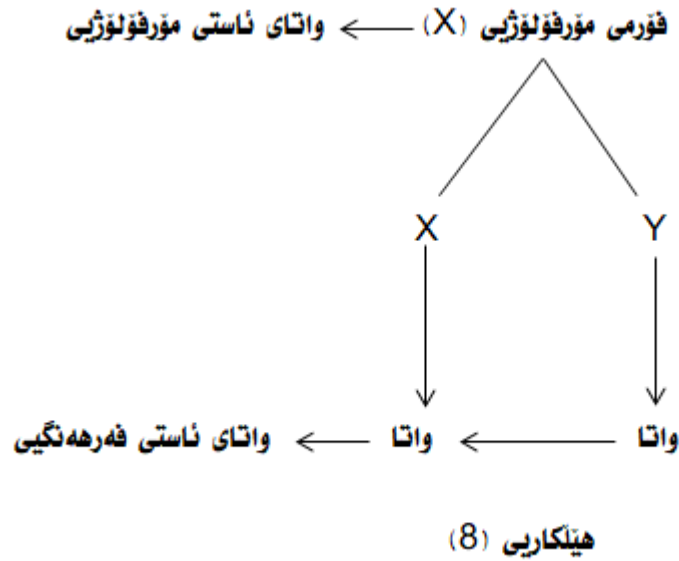 فۆرمی مۆرفۆلۆژیی (X) ← واتای ئاستی مۆرفۆلۆژیی
Y X
واتا ← واتا ← واتای ئاستی فەرهەنگیی
هێڵکاریی (8)